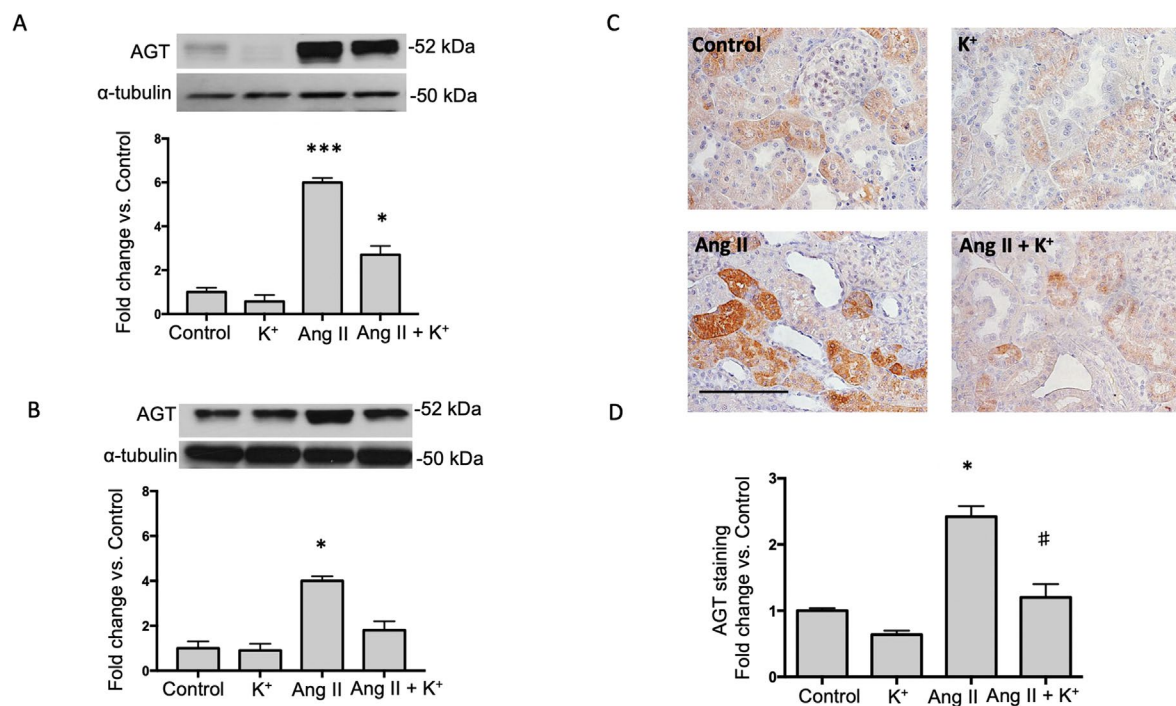 A
AGT
-52 kDa
α-tubulin
-50 kDa
Fold change vs. Control
8
6
4
2
0
***
*
Control K⁺ Ang II Ang II + K⁺
B
AGT
-52 kDa
α-tubulin
-50 kDa
Fold change vs. Control
8
6
4
2
0
*
Control K⁺ Ang II Ang II + K⁺
C
Control
K⁺
Ang II
Ang II + K⁺
D
AGT staining
Fold change vs. Control
3
2
1
0
*
#
Control K⁺ Ang II Ang II + K⁺